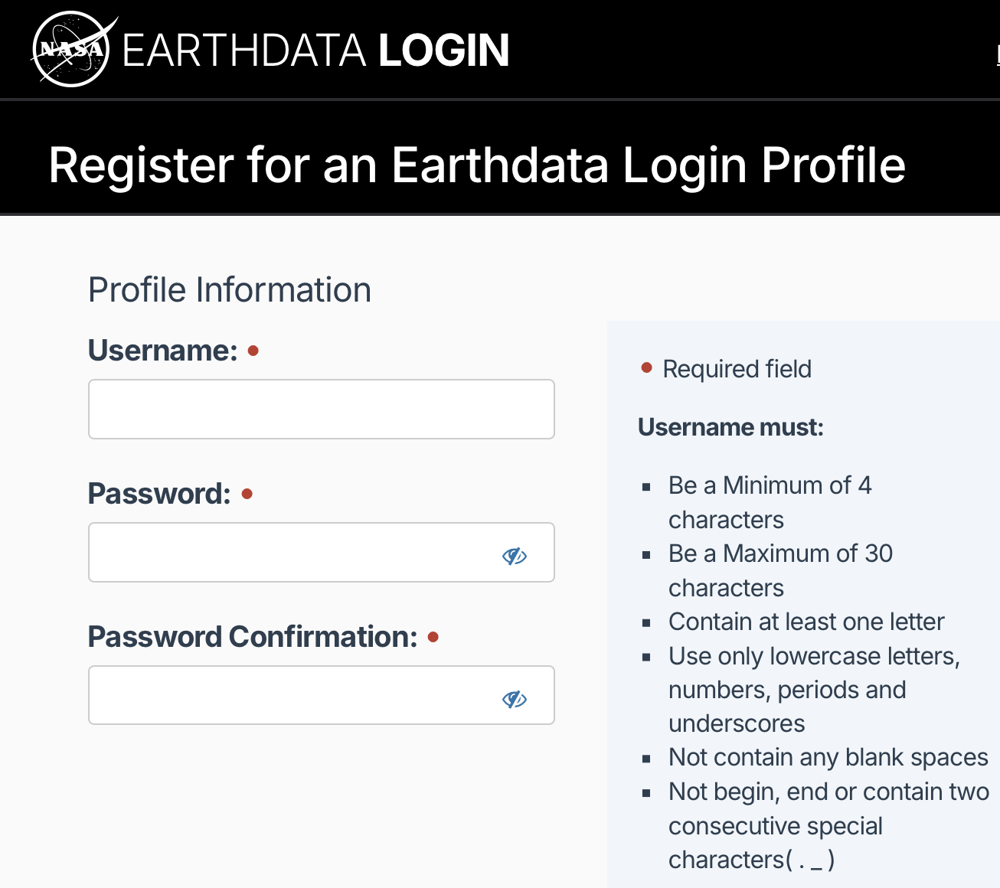 NASA
EARTHDATA LOGIN
Register for an Earthdata Login Profile
Profile Information
Username:
Password:
Password Confirmation:
Required field
Username must:
Be a Minimum of 4
characters
Be a Maximum of 30
characters
Contain at least one letter
Use only lowercase letters,
numbers, periods and
underscores
Not contain any blank spaces
Not begin, end or contain two
consecutive special
characters( . _ )